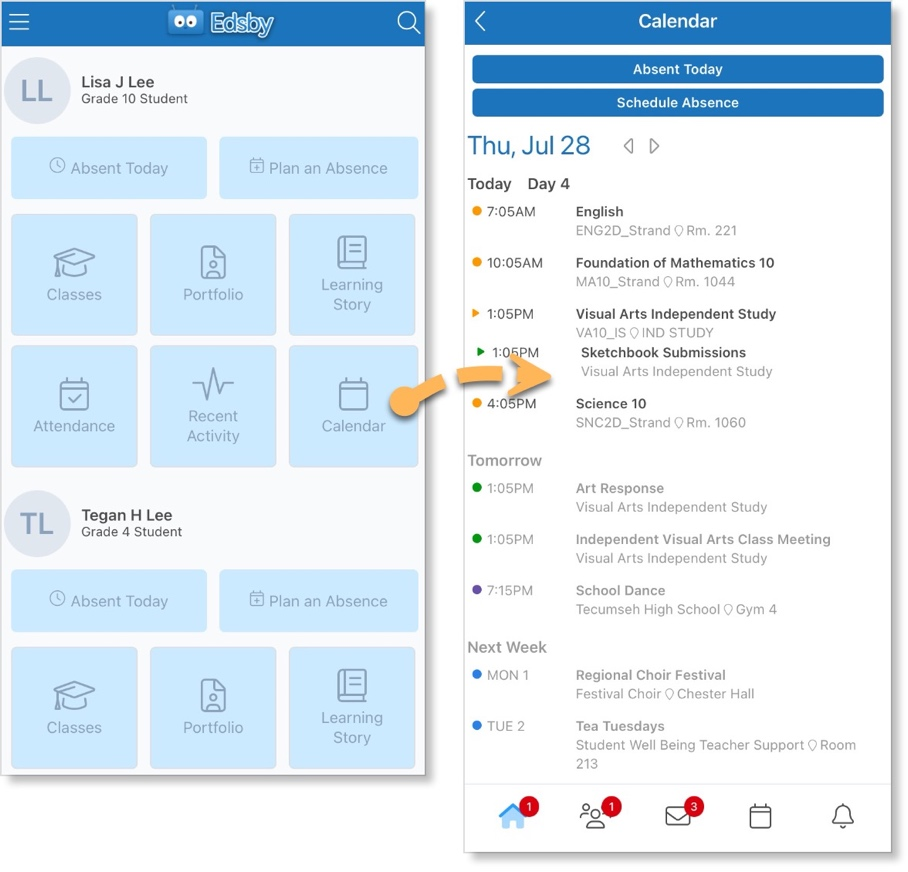 Edsby
LL
Lisa J Lee
Grade 10 Student
Absent Today
Plan an Absence
Classes
Portfolio
Learning
Story
Attendance
Recent
Activity
Calendar
TL
Tegan H Lee
Grade 4 Student
Absent Today
Plan an Absence
Classes
Portfolio
Learning
Story
Calendar
Absent Today
Schedule Absence
Thu, Jul 28
Today Day 4
7:05AM English
ENG2D_Strand Rm. 221
10:05AM Foundation of Mathematics 10
MA10_Strand Rm. 1044
1:05PM Visual Arts Independent Study
VA10_IS IND STUDY
1:05PM Sketchbook Submissions
Visual Arts Independent Study
4:05PM Science 10
SNC2D_Strand Rm. 1060
Tomorrow
1:05PM Art Response
Visual Arts Independent Study
1:05PM Independent Visual Arts Class Meeting
Visual Arts Independent Study
7:15PM School Dance
Tecumseh High School Gym 4
Next Week
MON 1 Regional Choir Festival
Festival Choir Chester Hall
TUE 2 Tea Tuesdays
Student Well Being Teacher Support Room
213
1 1 3